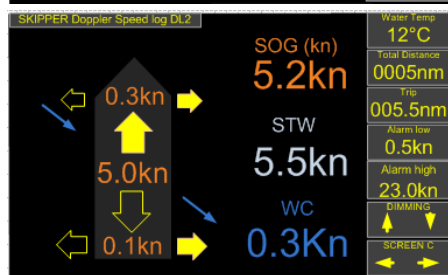 SKIPPER Doppler Speed log DL2
SOG (kn)
5.2kn
STW
5.5kn
WC
0.3Kn
0.3kn
5.0kn
0.1kn
Water Temp
12°C
Total Distance
0005nm
Trip
005.5nm
Alarm low
0.5kn
Alarm high
23.0kn
DIMMING
SCREEN C